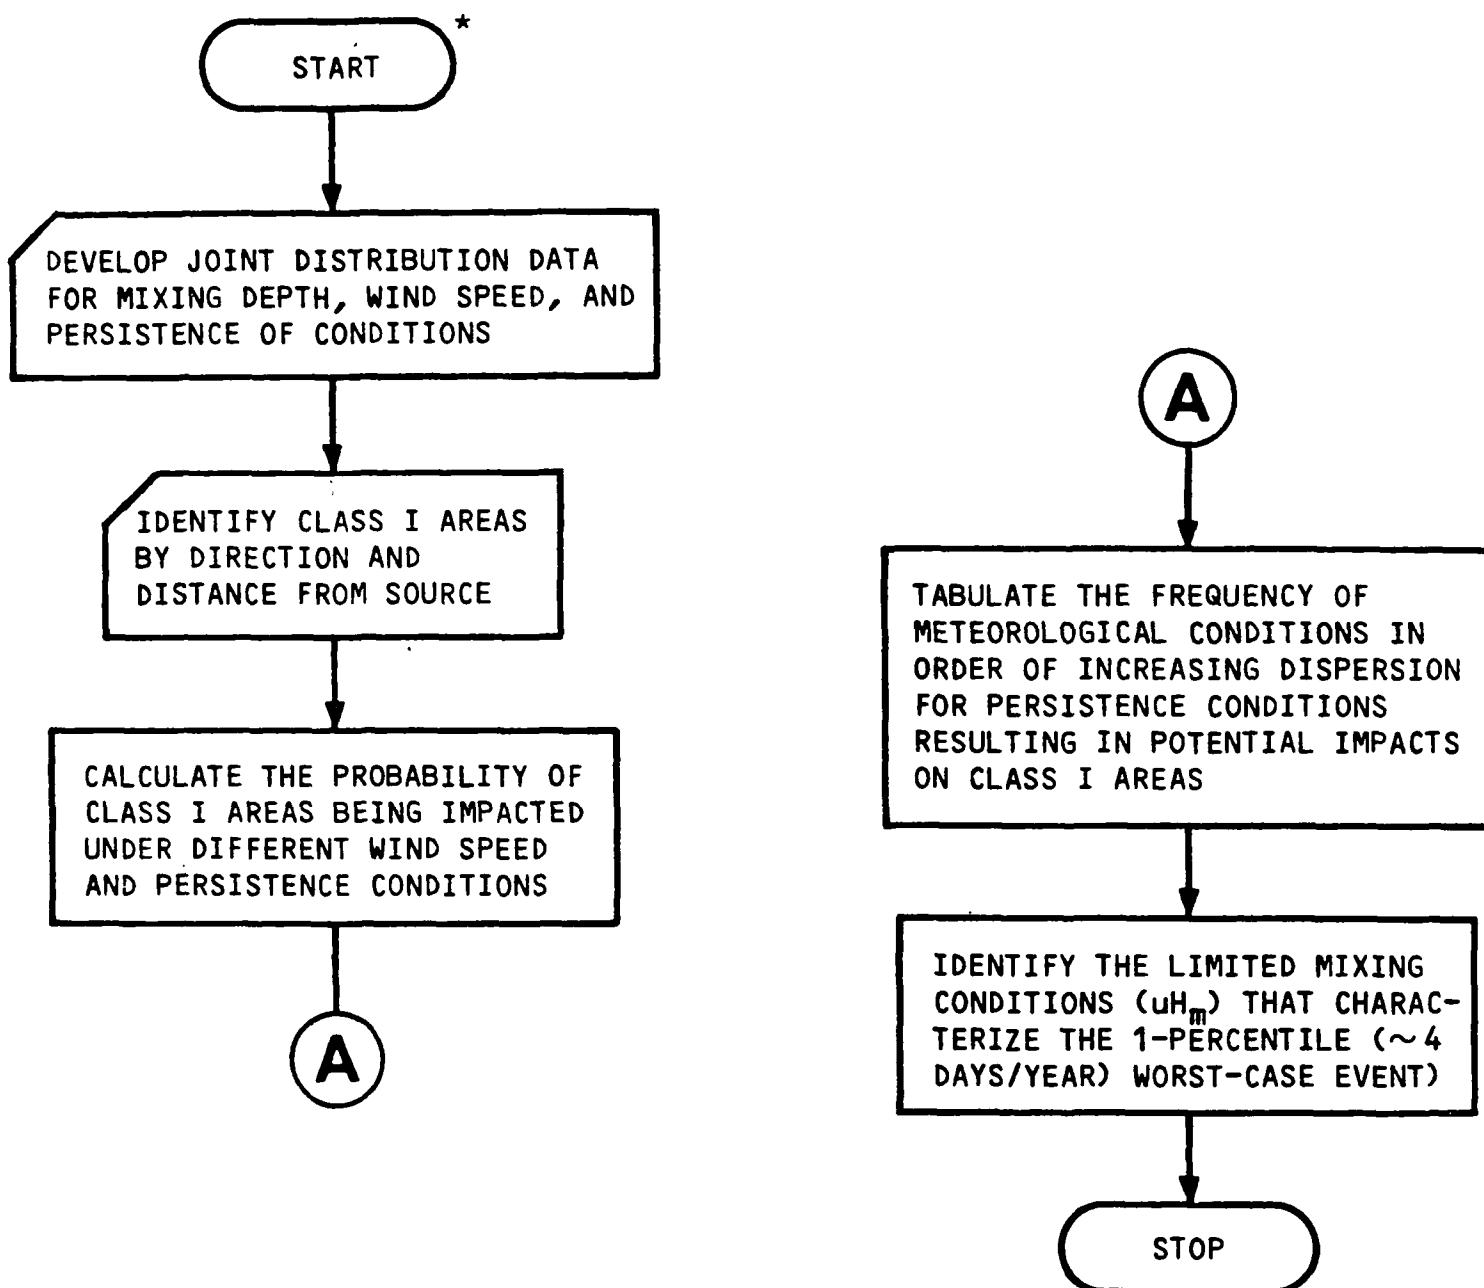 START *
DEVELOP JOINT DISTRIBUTION DATA
FOR MIXING DEPTH, WIND SPEED, AND
PERSISTENCE OF CONDITIONS
IDENTIFY CLASS I AREAS
BY DIRECTION AND
DISTANCE FROM SOURCE
CALCULATE THE PROBABILITY OF
CLASS I AREAS BEING IMPACTED
UNDER DIFFERENT WIND SPEED
AND PERSISTENCE CONDITIONS
A
A
TABULATE THE FREQUENCY OF
METEOROLOGICAL CONDITIONS IN
ORDER OF INCREASING DISPERSION
FOR PERSISTENCE CONDITIONS
RESULTING IN POTENTIAL IMPACTS
ON CLASS I AREAS
IDENTIFY THE LIMITED MIXING
CONDITIONS (uHm) THAT CHARAC-
TERIZE THE 1-PERCENTILE (~4
DAYS/YEAR) WORST-CASE EVENT)
STOP